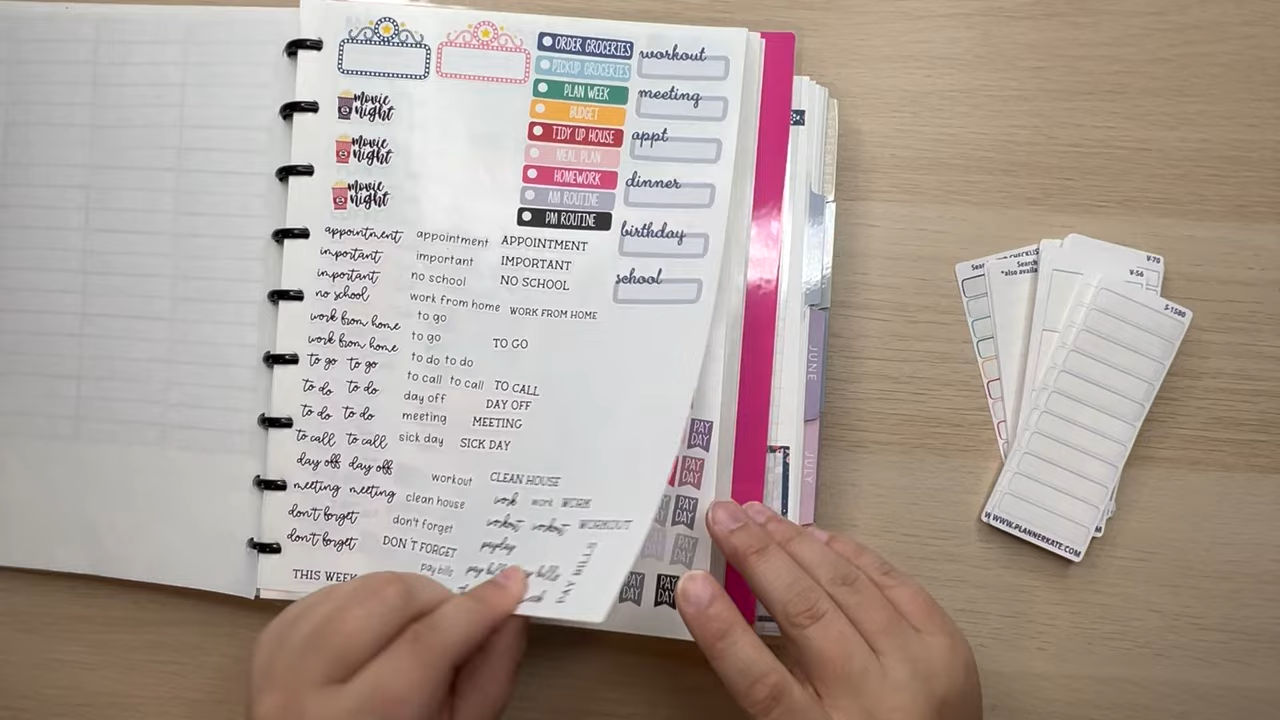 ORDER GROCERIES
PICKUP GROCERIES
PLAN WEEK
BUDGET
TIDY UP HOUSE
MEAL PLAN
HOMEWORK
AM ROUTINE
PM ROUTINE
workout
meeting
appt
dinner
birthday
school
movie
night
movie
night
movie
night
appointment appointment APPOINTMENT
important important IMPORTANT
important no school NO SCHOOL
no school work from home WORK FROM HOME
work from home to go
work from home to go TO GO
to go to go to do to do
to do to do to call to call TO CALL
to do to do day off DAY OFF
to call to call meeting MEETING
day off day off sick day SICK DAY
meeting meeting workout CLEAN HOUSE
don't forget clean house work work WORK
don't forget don't forget workout workout WORKOUT
DON'T FORGET payday
THIS WEEK pay bills pay bills bills
PAY BILLS
PAY
DAY
PAY
DAY
PAY
DAY
PAY
DAY
PAY
DAY
PAY
DAY
JUNE
JULY
Search
*also availa
V-70
V-56
S-1580
WWW.PLANNERKATE.COM